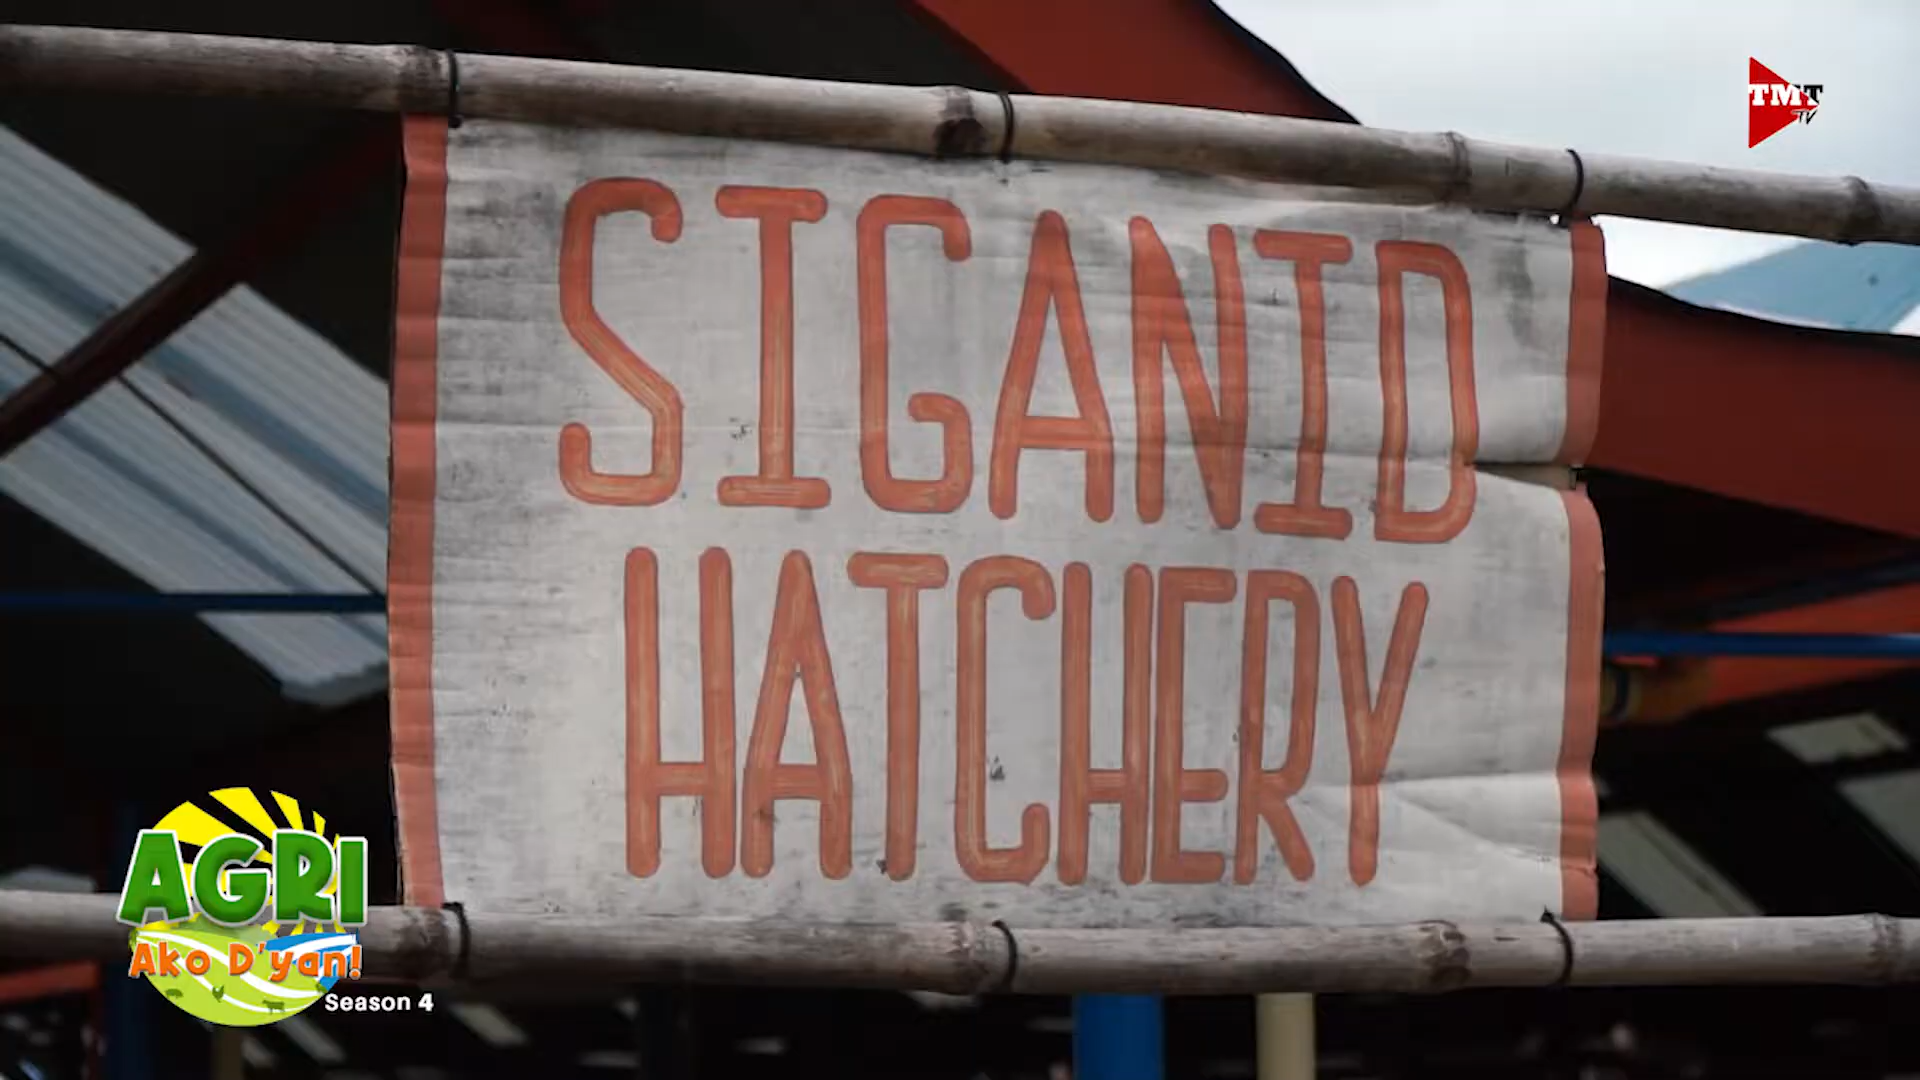 TMT
TV
SIGANID
HATCHERY
AGRI
Ako D'yan!
Season 4